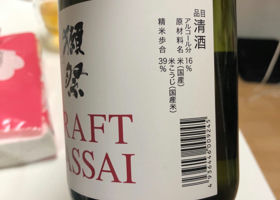 獺祭
RAFT
ASSAI
品目 清酒
アルコール分 16%
原材料名 米(国産)
米こうじ(国産米)
精米歩合 39%
4936446009245